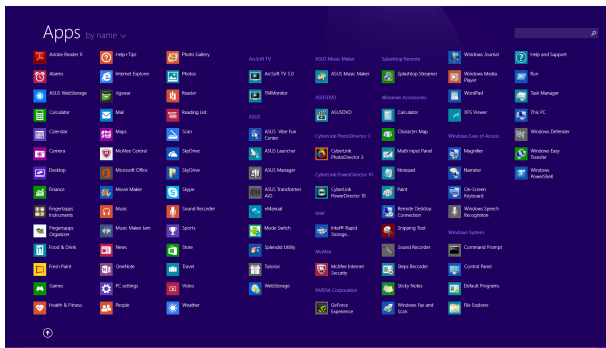 Apps by name
Adobe Reader X
Alarms
ASUS WebStorage
Calculator
Calendar
Camera
Desktop
Finance
Fingertapps
Instruments
Fingertapps
Organizer
Food & Drink
Fresh Paint
Games
Health & Fitness
Help+Tips
Internet Explorer
Jigswar
Mail
Maps
McAfee Central
Microsoft Office
Movie Maker
Music
Music Maker Jam
News
OneNote
PC settings
People
Photo Gallery
Photos
Reader
Reading List
Scan
SkyDrive
SkyDrive
Skype
Sound Recorder
Sports
Store
Travel
Video
Weather
ArcSoft TV
ArcSoft TV 5.0
TMMonitor
ASUS
ASUS Vibe Fun
Center
ASUS Launcher
ASUS Manager
ASUS Transformer
AiO
eManual
Mode Switch
Splendid Utility
Tutorial
WebStorage
ASUS Music Maker
ASUS Music Maker
ASUSDVD
ASUSDVD
CyberLink PhotoDirector 3
CyberLink
PhotoDirector 3
CyberLink PowerDirector 10
CyberLink
PowerDirector 10
Intel
Intel® Rapid
Storage...
McAfee
McAfee Internet
Security
NVIDIA Corporation
GeForce
Experience
Splashtop Remote
Splashtop Streamer
Windows Accessories
Calculator
Character Map
Math Input Panel
Notepad
Paint
Remote Desktop
Connection
Snipping Tool
Sound Recorder
Steps Recorder
Sticky Notes
Windows Fax and
Scan
Windows Journal
Windows Media
Player
WordPad
XPS Viewer
Windows Ease of Access
Magnifier
Narrator
On-Screen
Keyboard
Windows Speech
Recognition
Windows System
Command Prompt
Control Panel
Default Programs
File Explorer
Help and Support
Run
Task Manager
This PC
Windows Defender
Windows Easy
Transfer
Windows
PowerShell